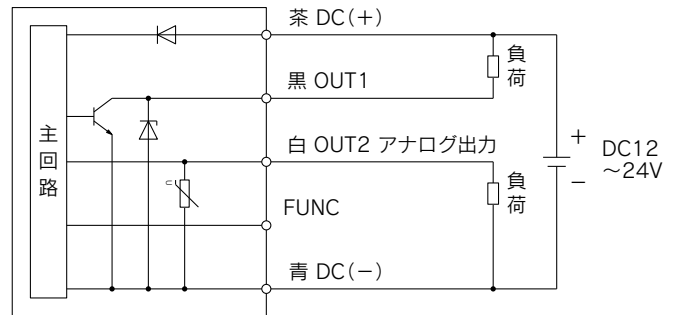 茶 DC(+)
負荷
黒 OUT1
主回路
白 OUT2 アナログ出力
+
DC12
～24V
−
負荷
U
FUNC
青 DC(−)